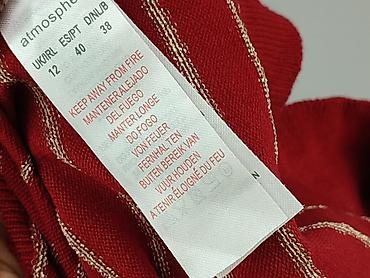 atmosphe
UK/IRL ES/PT D/NL/B
12 40 38
KEEP AWAY FROM FIRE
MANTENER ALEJADO
DEL FUEGO
MANTER LONGE
DO FOGO
VON FEUER
FERNHALTEN
BUITEN BEREIK VAN
VUUR HOUDEN
A TENIR ÉLOIGNÉ DU FEU
N